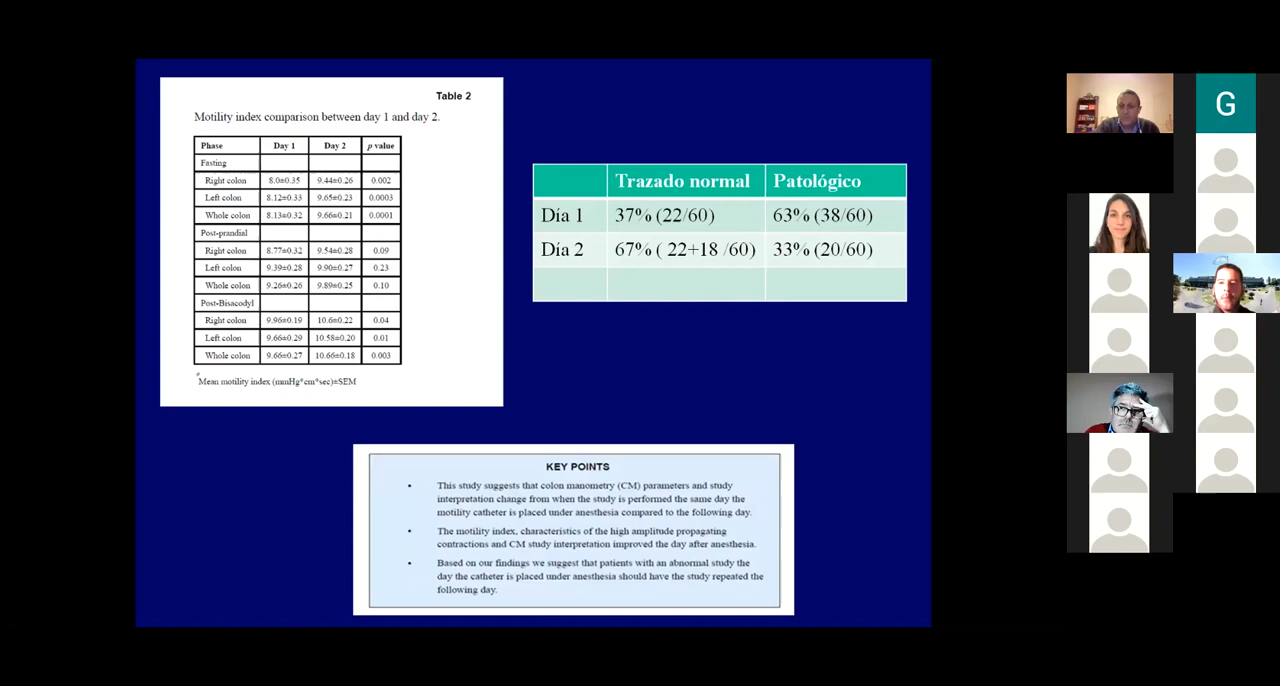 Table 2
Motility index comparison between day 1 and day 2.
Phase Day 1 Day 2 p value
Fasting
Right colon 8.0±0.35 9.44±0.26 0.002
Left colon 8.12±0.33 9.65±0.23 0.0003
Whole colon 8.13±0.32 9.66±0.21 0.0001
Post-prandial
Right colon 8.77±0.32 9.54±0.28 0.09
Left colon 9.39±0.28 9.90±0.27 0.23
Whole colon 9.26±0.26 9.89±0.25 0.10
Post-Bisacodyl
Right colon 9.96±0.19 10.6±0.22 0.04
Left colon 9.66±0.29 10.58±0.20 0.01
Whole colon 9.66±0.27 10.66±0.18 0.003
*Mean motility index (mmHg*cm*sec)±SEM
Trazado normal Patológico
Día 1 37% (22/60) 63% (38/60)
Día 2 67% ( 22+18 /60) 33% (20/60)
KEY POINTS
• This study suggests that colon manometry (CM) parameters and study
interpretation change from when the study is performed the same day the
motility catheter is placed under anesthesia compared to the following day.
• The motility index, characteristics of the high amplitude propagating
contractions and CM study interpretation improved the day after anesthesia.
• Based on our findings we suggest that patients with an abnormal study the
day the catheter is placed under anesthesia should have the study repeated the
following day.
G